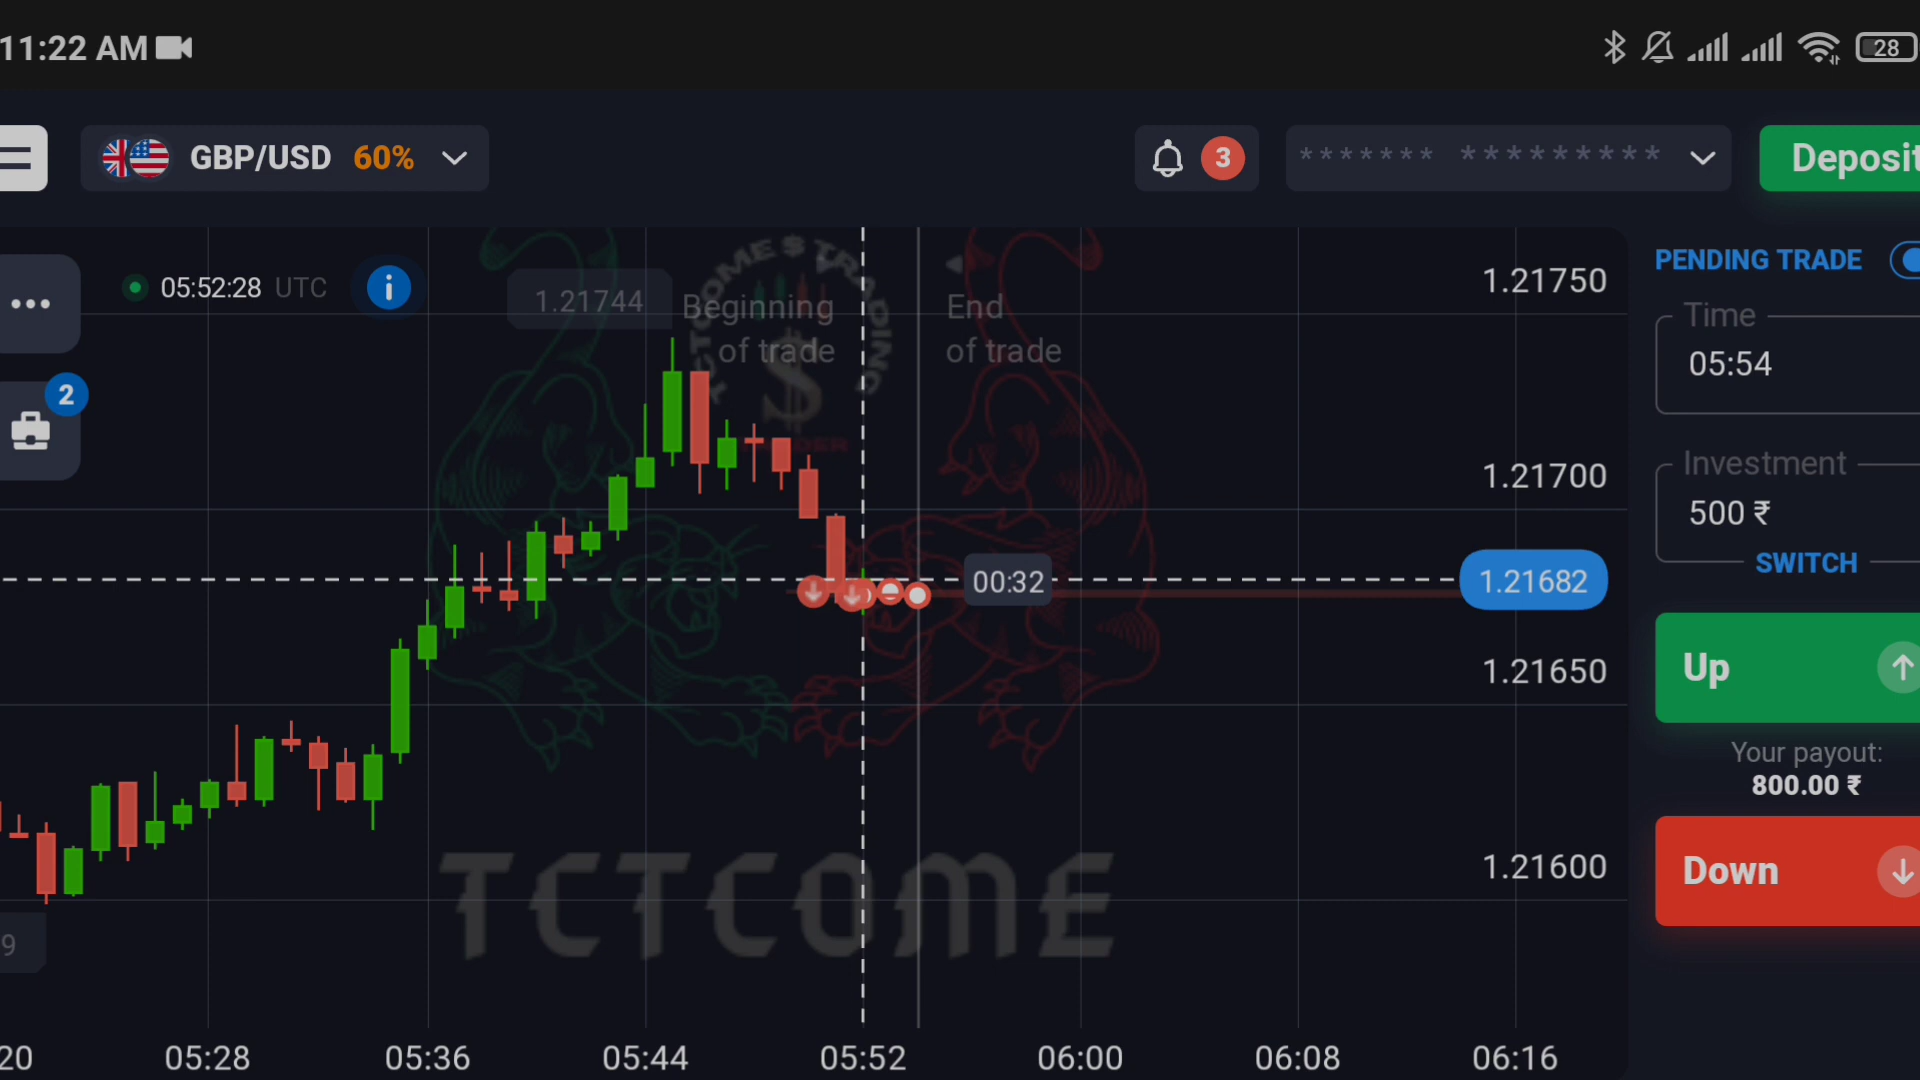 11:22 AM
28
GBP/USD 60%
3
******* *********
Deposit
05:52:28 UTC
1.21744
Beginning
of trade
End
of trade
1.21750
PENDING TRADE
Time
05:54
2
1.21700
Investment
500 ₹
SWITCH
00:32
1.21682
1.21650
Up
Your payout:
800.00 ₹
1.21600
Down
TCTCOME $ TRADING
TCTCOME
9
20 05:28 05:36 05:44 05:52 06:00 06:08 06:16